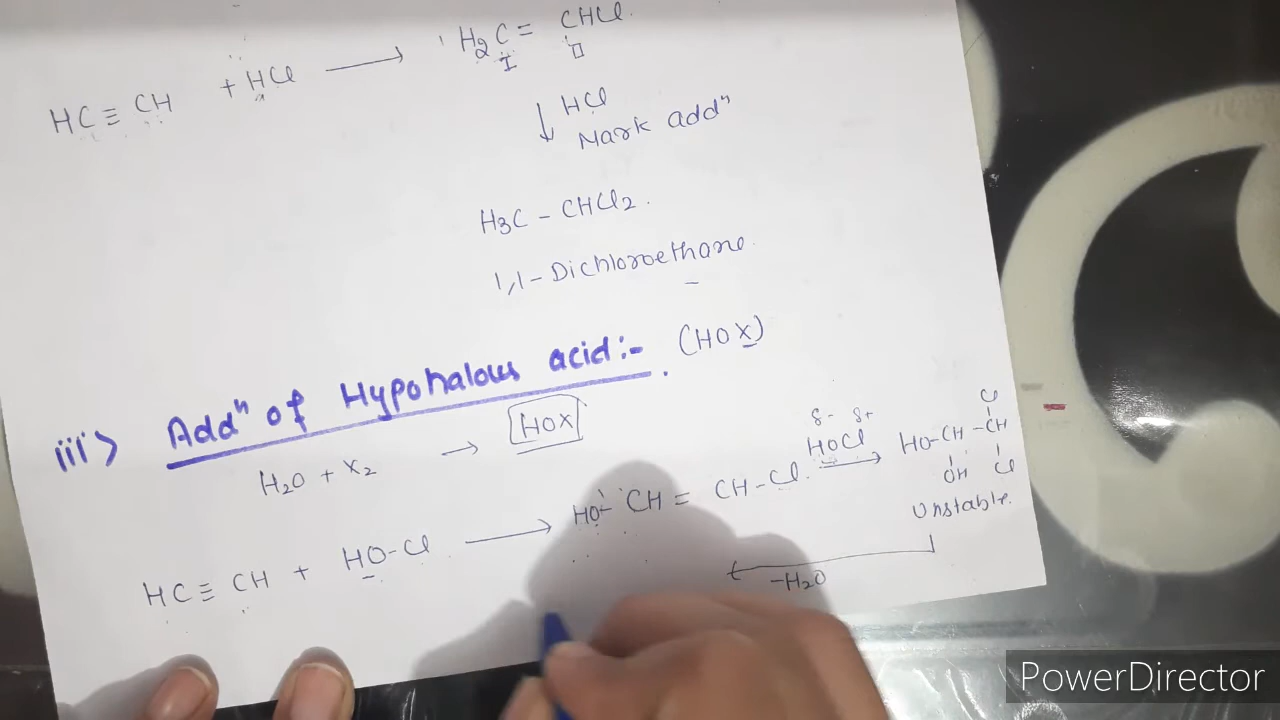 HC ≡ CH + HCl ⟶ H2C = CHCl.
I II
↓ HCl
Mark addⁿ
H3C - CHCl2.
1,1-Dichloroethane
iii> Addⁿ of Hypohalous acid:- (HOX)
H2O + X2 → HOX
δ- δ+
HC ≡ CH + HO-Cl ⟶ HO-CH = CH-Cl. HOCl ⟶ HO-CH-CH
Cl
OH Cl
Unstable.
-H2O
PowerDirector